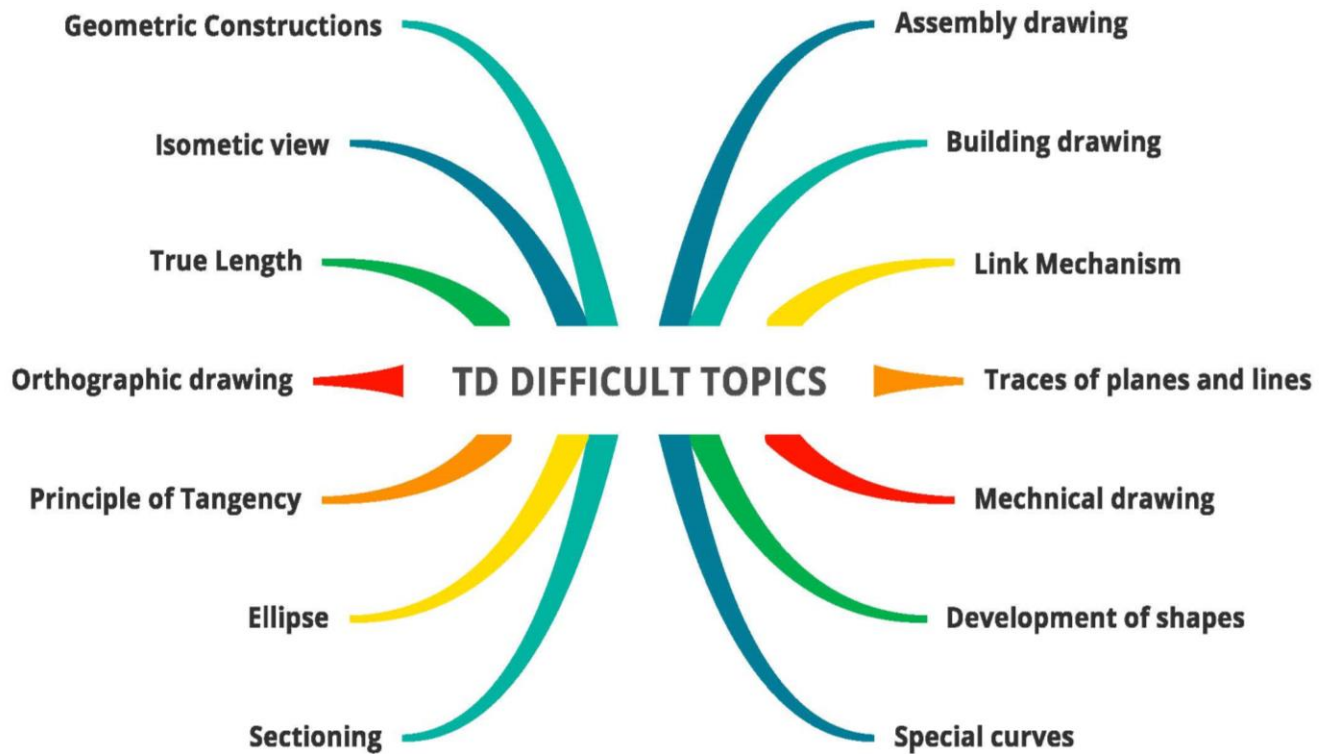 Geometric Constructions
Isometic view
True Length
Orthographic drawing
Principle of Tangency
Ellipse
Sectioning
TD DIFFICULT TOPICS
Assembly drawing
Building drawing
Link Mechanism
Traces of planes and lines
Mechnical drawing
Development of shapes
Special curves